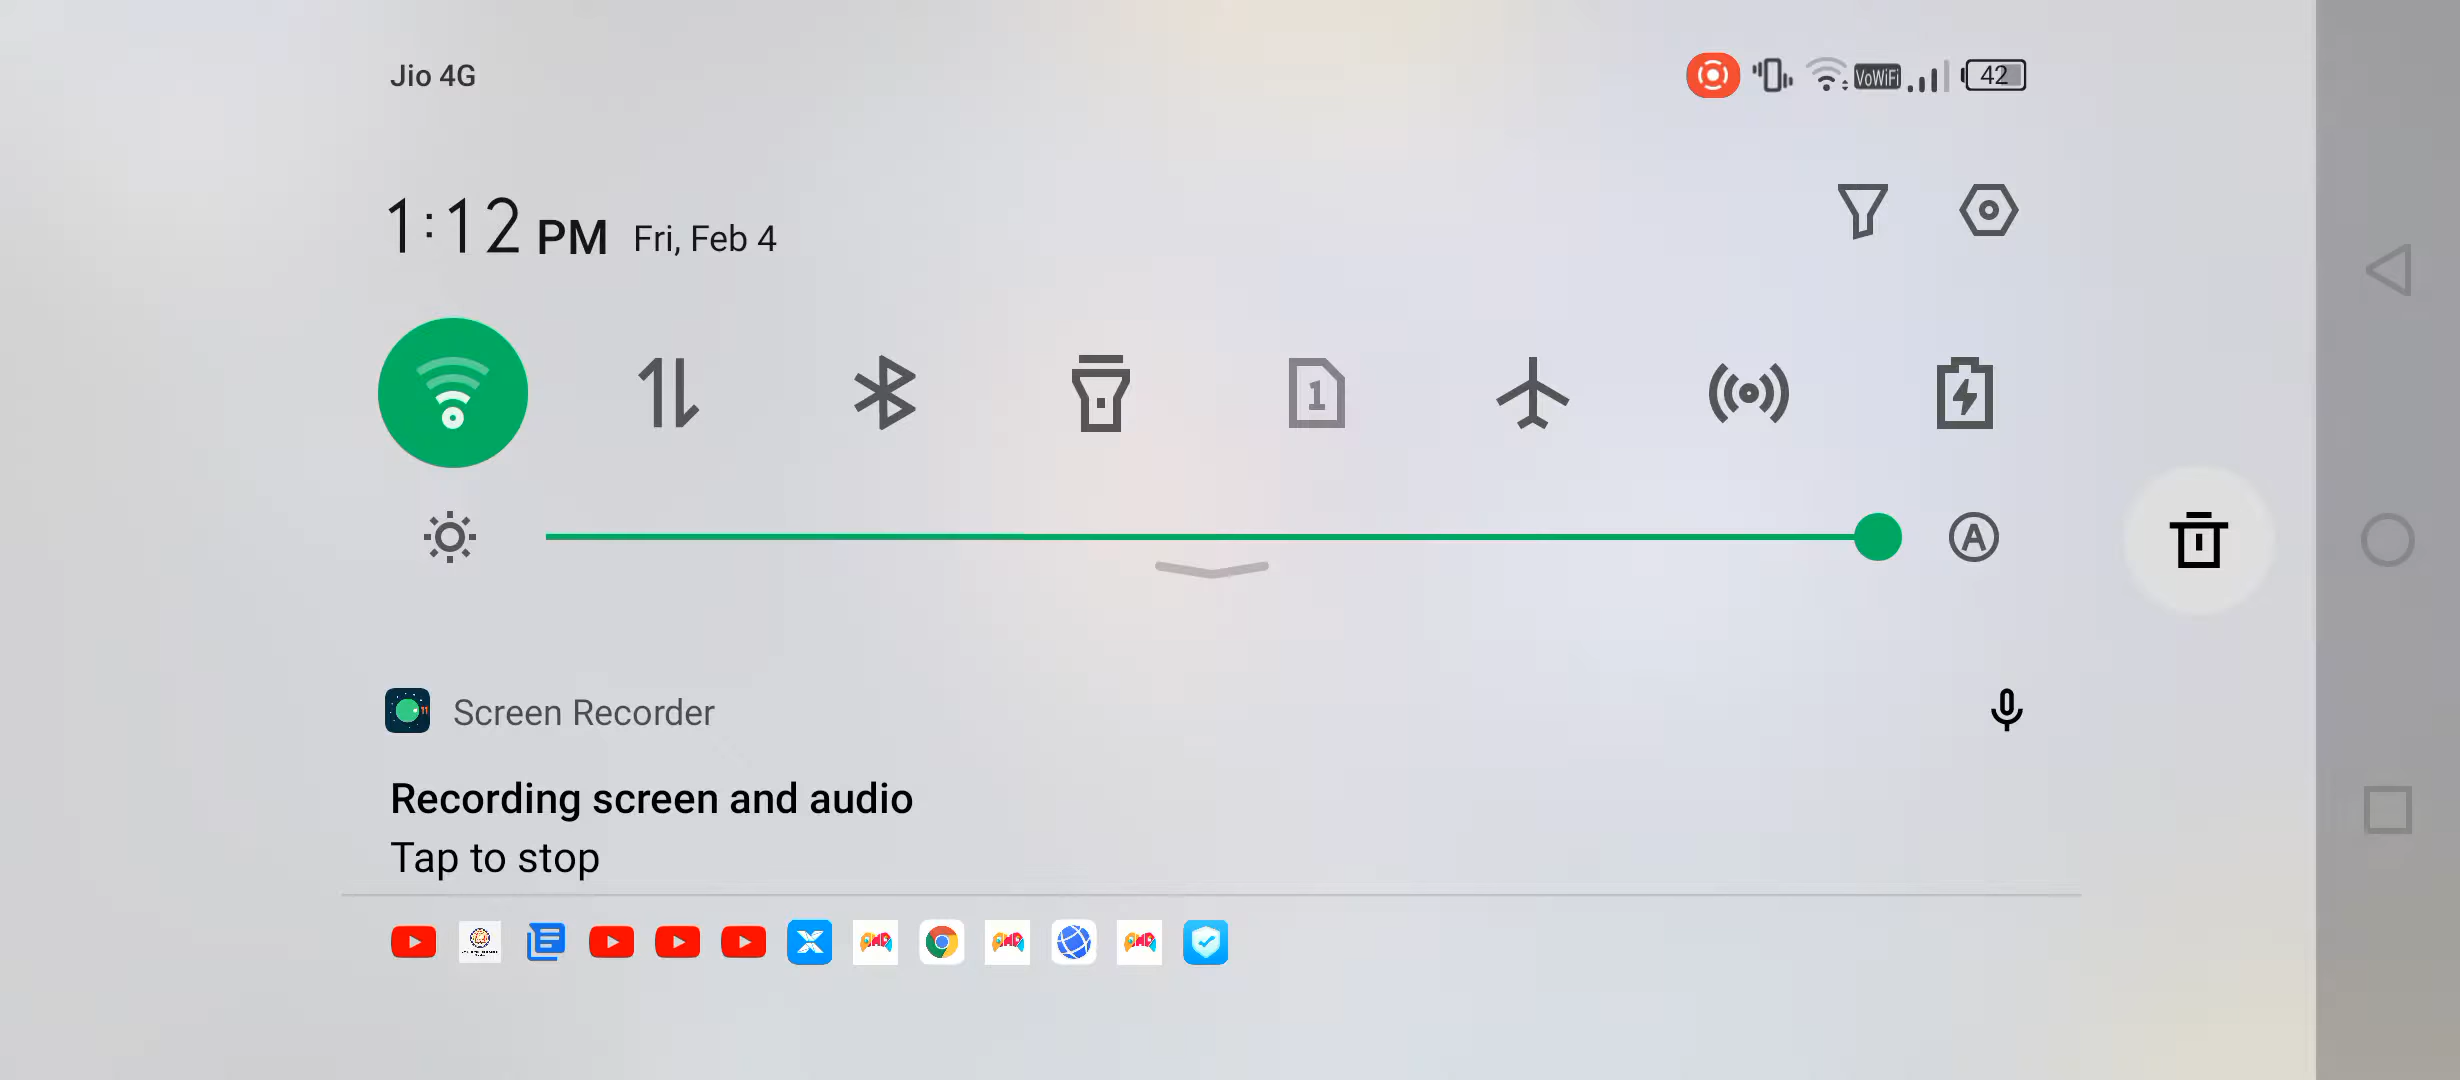 Jio 4G
VoWiFi
42
1:12 PM Fri, Feb 4
1
A
Screen Recorder
11
Recording screen and audio
Tap to stop